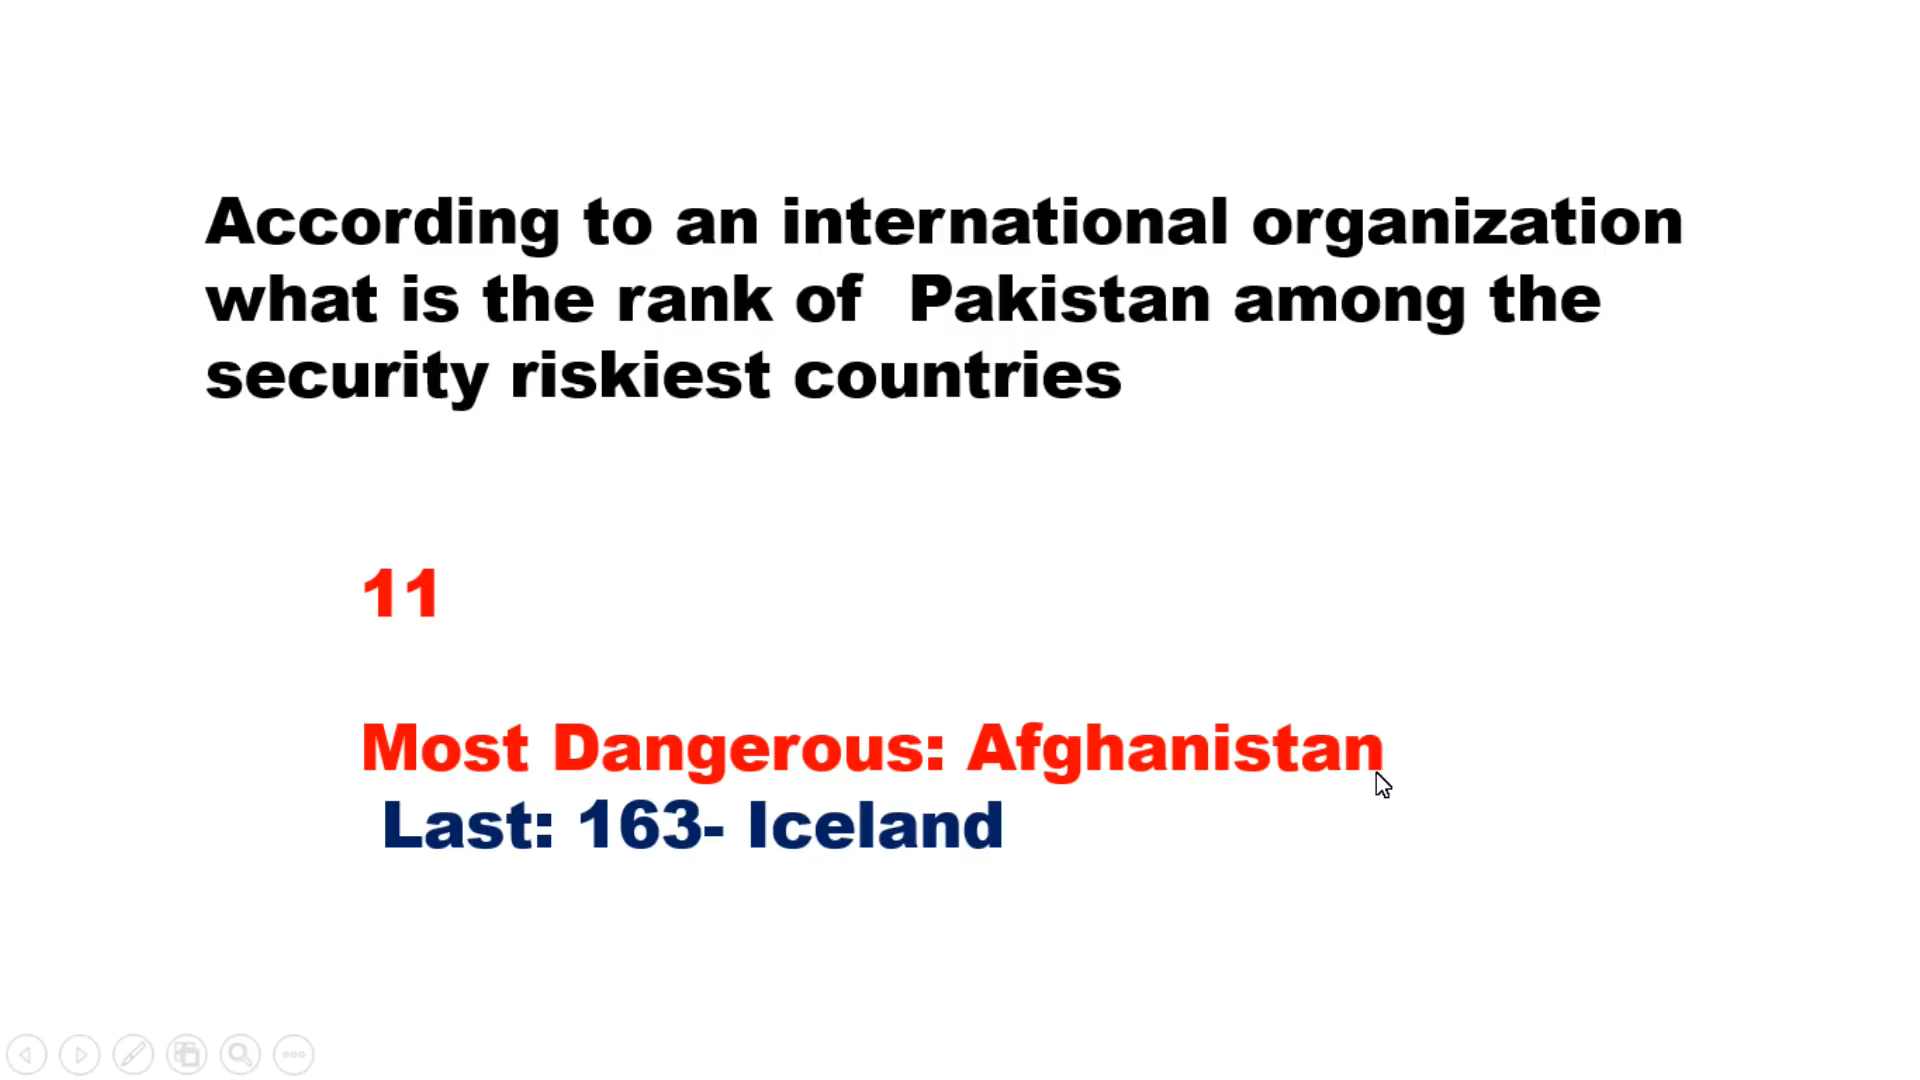 According to an international organization
what is the rank of  Pakistan among the
security riskiest countries
11
Most Dangerous: Afghanistan
Last: 163- Iceland